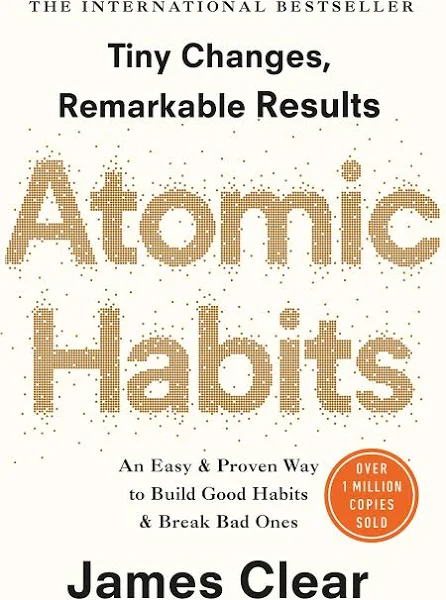 THE INTERNATIONAL BESTSELLER
Tiny Changes,
Remarkable Results
Atomic
Habits
An Easy & Proven Way
to Build Good Habits
& Break Bad Ones
OVER
1 MILLION
COPIES
SOLD
James Clear